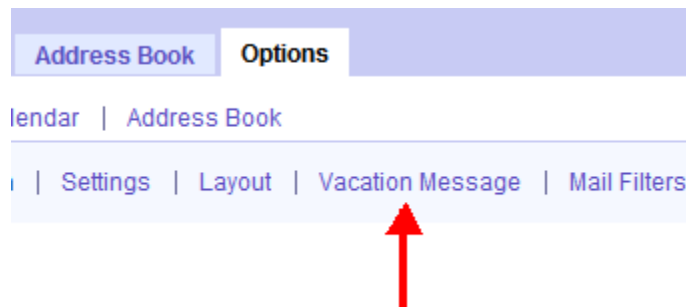 Address Book Options
lendar | Address Book
| Settings | Layout | Vacation Message | Mail Filters